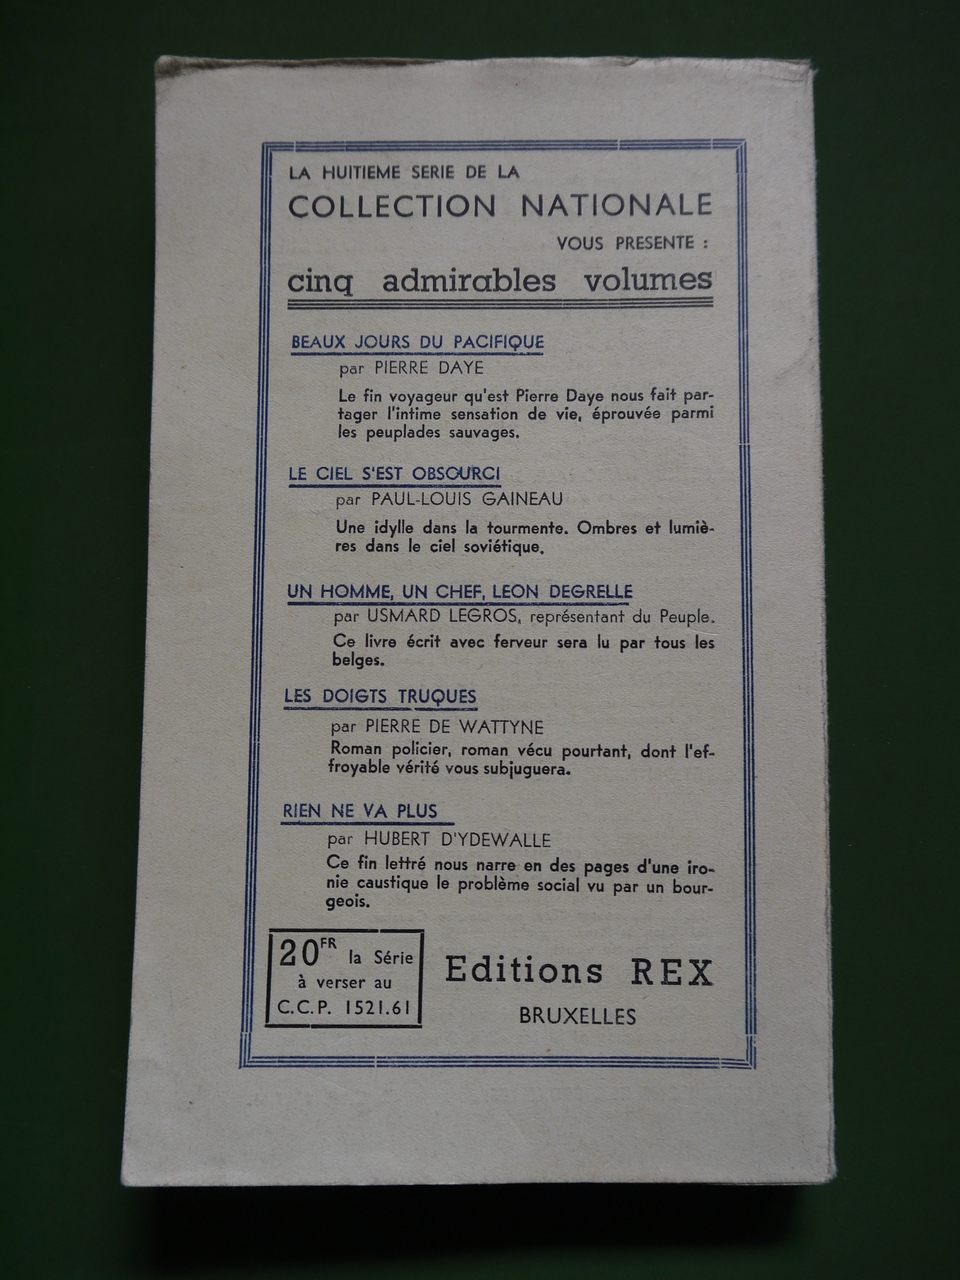 LA HUITIEME SERIE DE LA
COLLECTION NATIONALE
VOUS PRESENTE :
cinq admirables volumes
BEAUX JOURS DU PACIFIQUE
par PIERRE DAYE
Le fin voyageur qu'est Pierre Daye nous fait par-
tager l'intime sensation de vie, éprouvée parmi
les peuplades sauvages.
LE CIEL S'EST OBSCURCI
par PAUL-LOUIS GAINEAU
Une idylle dans la tourmente. Ombres et lumiè-
res dans le ciel soviétique.
UN HOMME, UN CHEF, LEON DEGRELLE
par USMARD LEGROS, représentant du Peuple.
Ce livre écrit avec ferveur sera lu par tous les
belges.
LES DOIGTS TRUQUES
par PIERRE DE WATTYNE
Roman policier, roman vécu pourtant, dont l'ef-
froyable vérité vous subjuguera.
RIEN NE VA PLUS
par HUBERT D'YDEWALLE
Ce fin lettré nous narre en des pages d'une iro-
nie caustique le problème social vu par un bour-
geois.
20FR la Série
à verser au
C.C.P. 1521.61
Editions REX
BRUXELLES